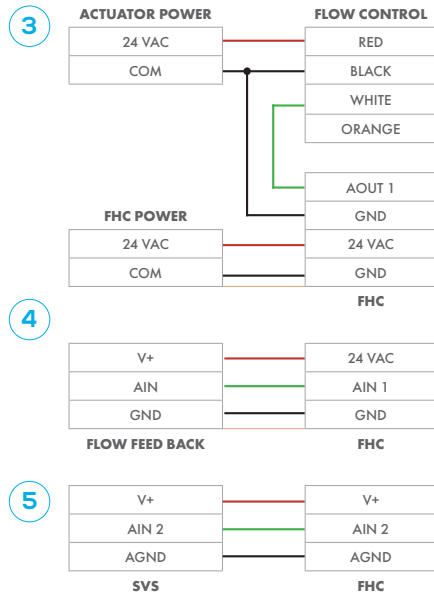 3
ACTUATOR POWER
FLOW CONTROL
24 VAC
RED
COM
BLACK
WHITE
ORANGE
AOUT 1
FHC POWER
GND
24 VAC
24 VAC
COM
GND
FHC
4
V+
24 VAC
AIN
AIN 1
GND
GND
FLOW FEED BACK
FHC
5
V+
V+
AIN 2
AIN 2
AGND
AGND
SVS
FHC